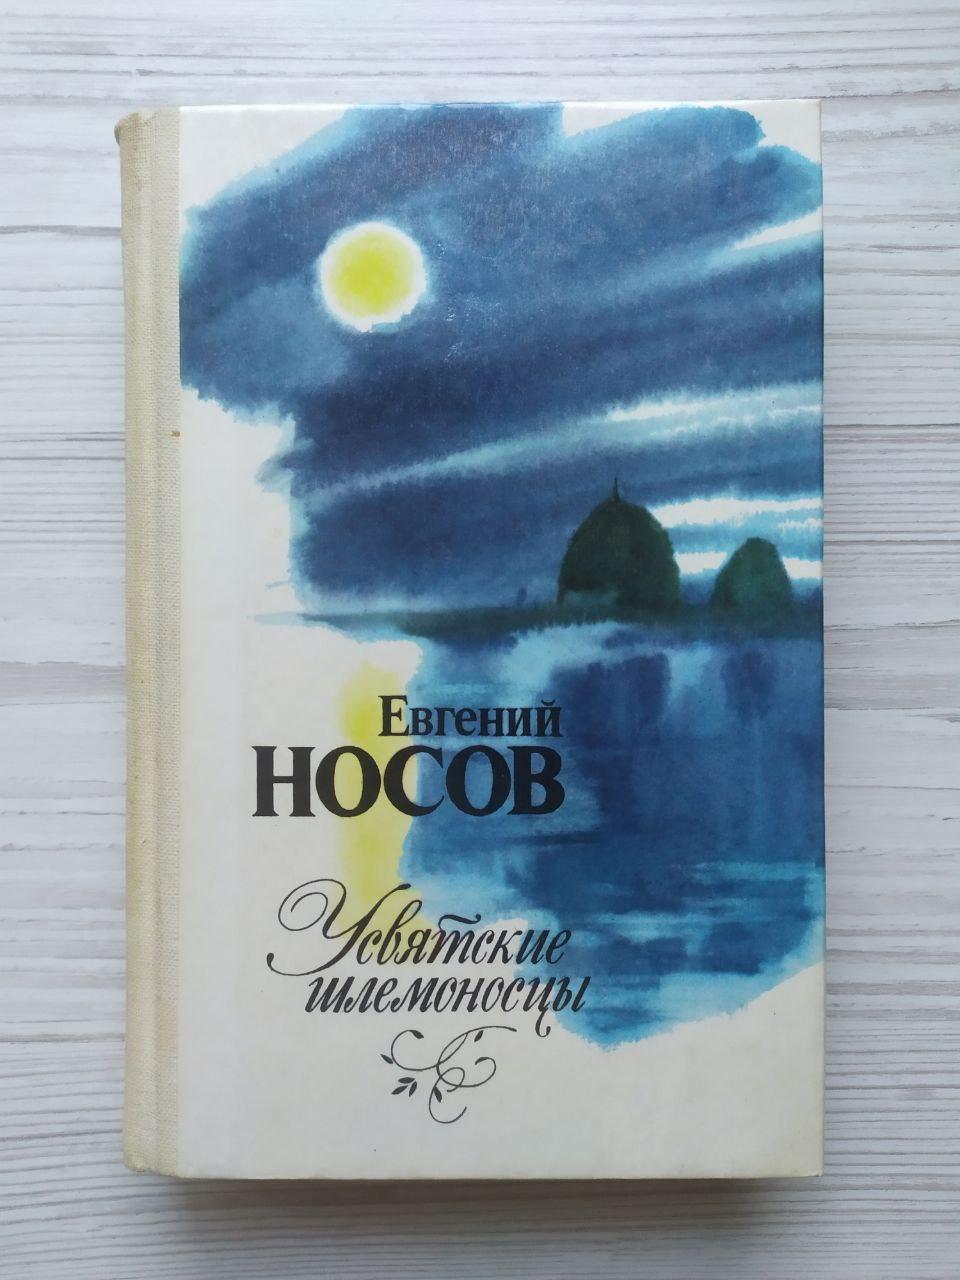 Евгений
НОСОВ
Усвятские
шлемоносцы